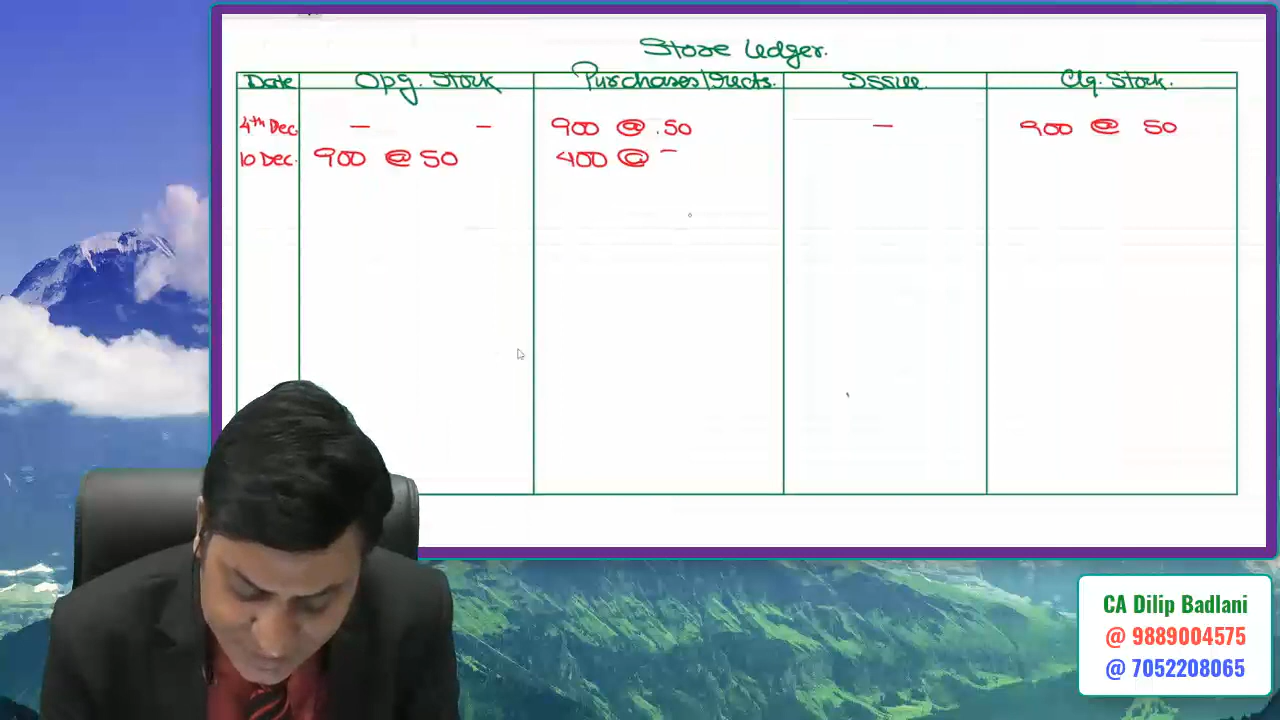 Store Ledger.
Date Opg. Stock Purchases/Rects. Issue. Clg. Stock.
4th Dec. — — 900 @ .50 — 900 @ 50
10 Dec. 900 @ 50 400 @
CA Dilip Badlani
@ 9889004575
@ 7052208065